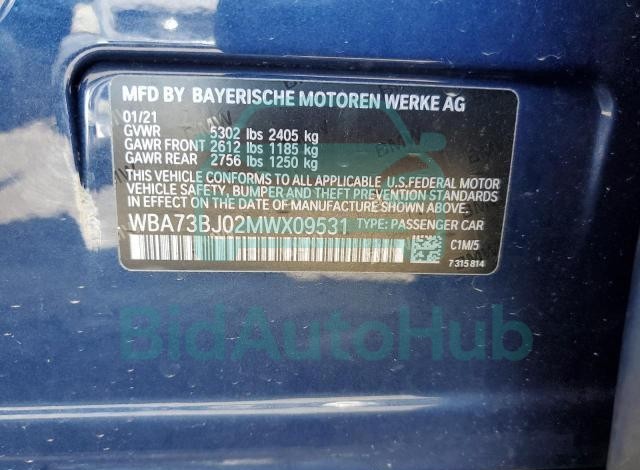 MFD BY BAYERISCHE MOTOREN WERKE AG
01/21
GVWR 5302 lbs 2405 kg
GAWR FRONT 2612 lbs 1185 kg
GAWR REAR 2756 lbs 1250 kg
THIS VEHICLE CONFORMS TO ALL APPLICABLE U.S.FEDERAL MOTOR
VEHICLE SAFETY, BUMPER AND THEFT PREVENTION STANDARDS
IN EFFECT ON THE DATE OF MANUFACTURE SHOWN ABOVE.
WBA73BJ02MWX09531 TYPE: PASSENGER CAR
C1M/5
7 315 814
BidAutoHub